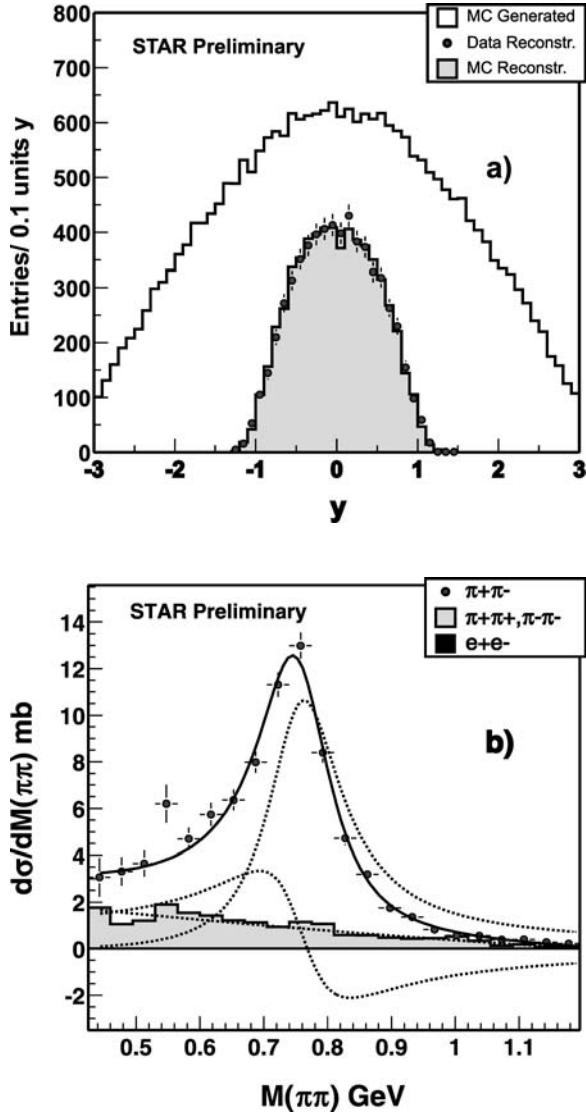 800
700
600
500
400
300
200
100
0
Entries/ 0.1 units y
STAR Preliminary
MC Generated
Data Reconstr.
MC Reconstr.
a)
-3 -2 -1 0 1 2 3
y
14
12
10
8
6
4
2
0
-2
dσ/dM(ππ) mb
STAR Preliminary
π+π-
π+π+,π-π-
e+e-
b)
0.5 0.6 0.7 0.8 0.9 1 1.1
M(ππ) GeV